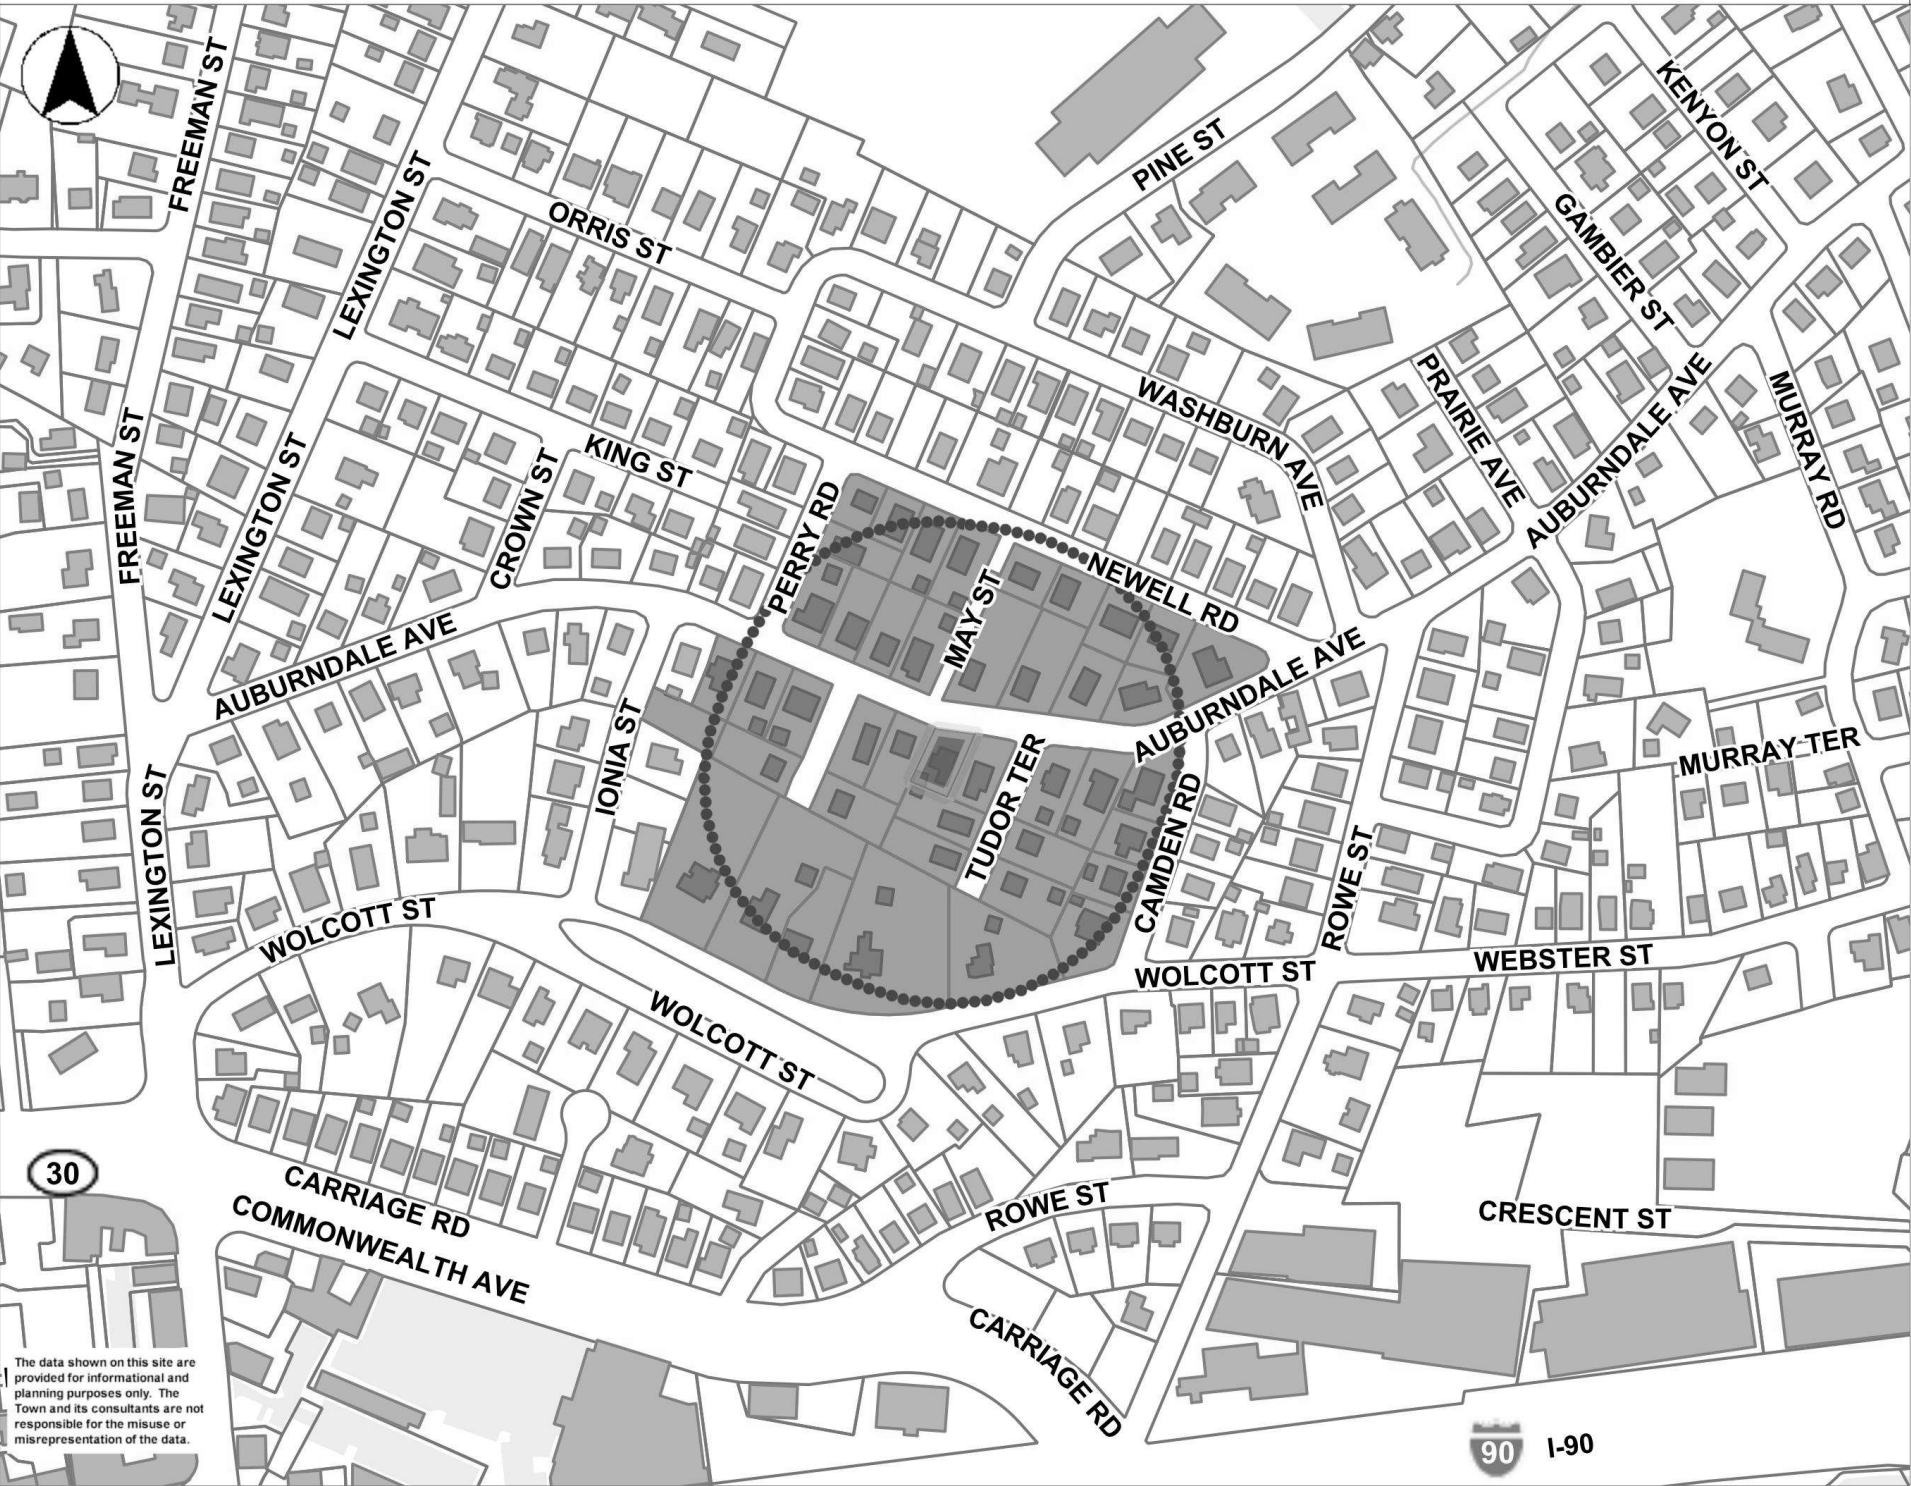 FREEMAN ST
LEXINGTON ST
ORRIS ST
PINE ST
KENYON ST
GAMBIER ST
WASHBURN AVE
PRAIRIE AVE
AUBURNDALE AVE
MURRAY RD
FREEMAN ST
LEXINGTON ST
CROWN ST
KING ST
PERRY RD
NEWELL RD
MAY ST
AUBURNDALE AVE
AUBURNDALE AVE
IONIA ST
TUDOR TER
CAMDEN RD
MURRAY TER
LEXINGTON ST
WOLCOTT ST
ROWE ST
WOLCOTT ST
WEBSTER ST
WOLCOTT ST
30
CARRIAGE RD
COMMONWEALTH AVE
ROWE ST
CRESCENT ST
CARRIAGE RD
The data shown on this site are
provided for informational and
planning purposes only. The
Town and its consultants are not
responsible for the misuse or
misrepresentation of the data.
90
I-90